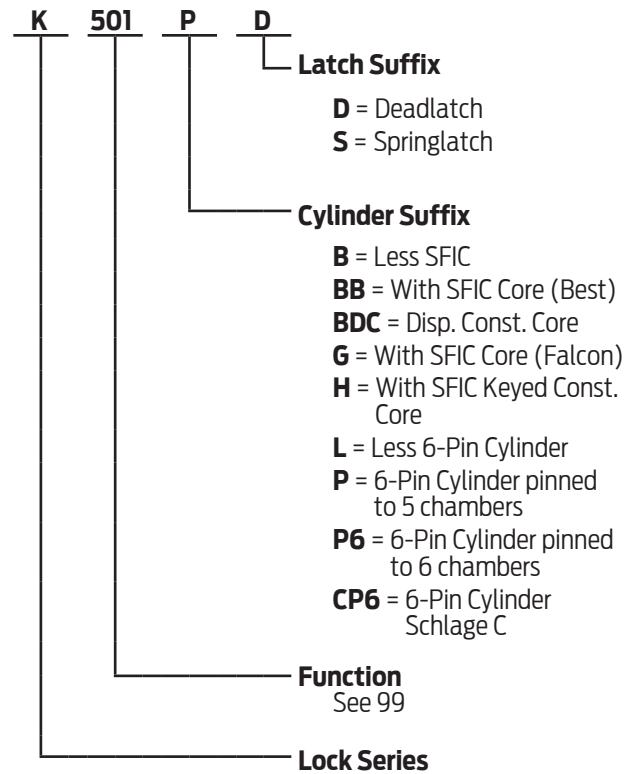 K 501 P D
Latch Suffix
D = Deadlatch
S = Springlatch
Cylinder Suffix
B = Less SFIC
BB = With SFIC Core (Best)
BDC = Disp. Const. Core
G = With SFIC Core (Falcon)
H = With SFIC Keyed Const.
Core
L = Less 6-Pin Cylinder
P = 6-Pin Cylinder pinned
to 5 chambers
P6 = 6-Pin Cylinder pinned
to 6 chambers
CP6 = 6-Pin Cylinder
Schlage C
Function
See 99
Lock Series